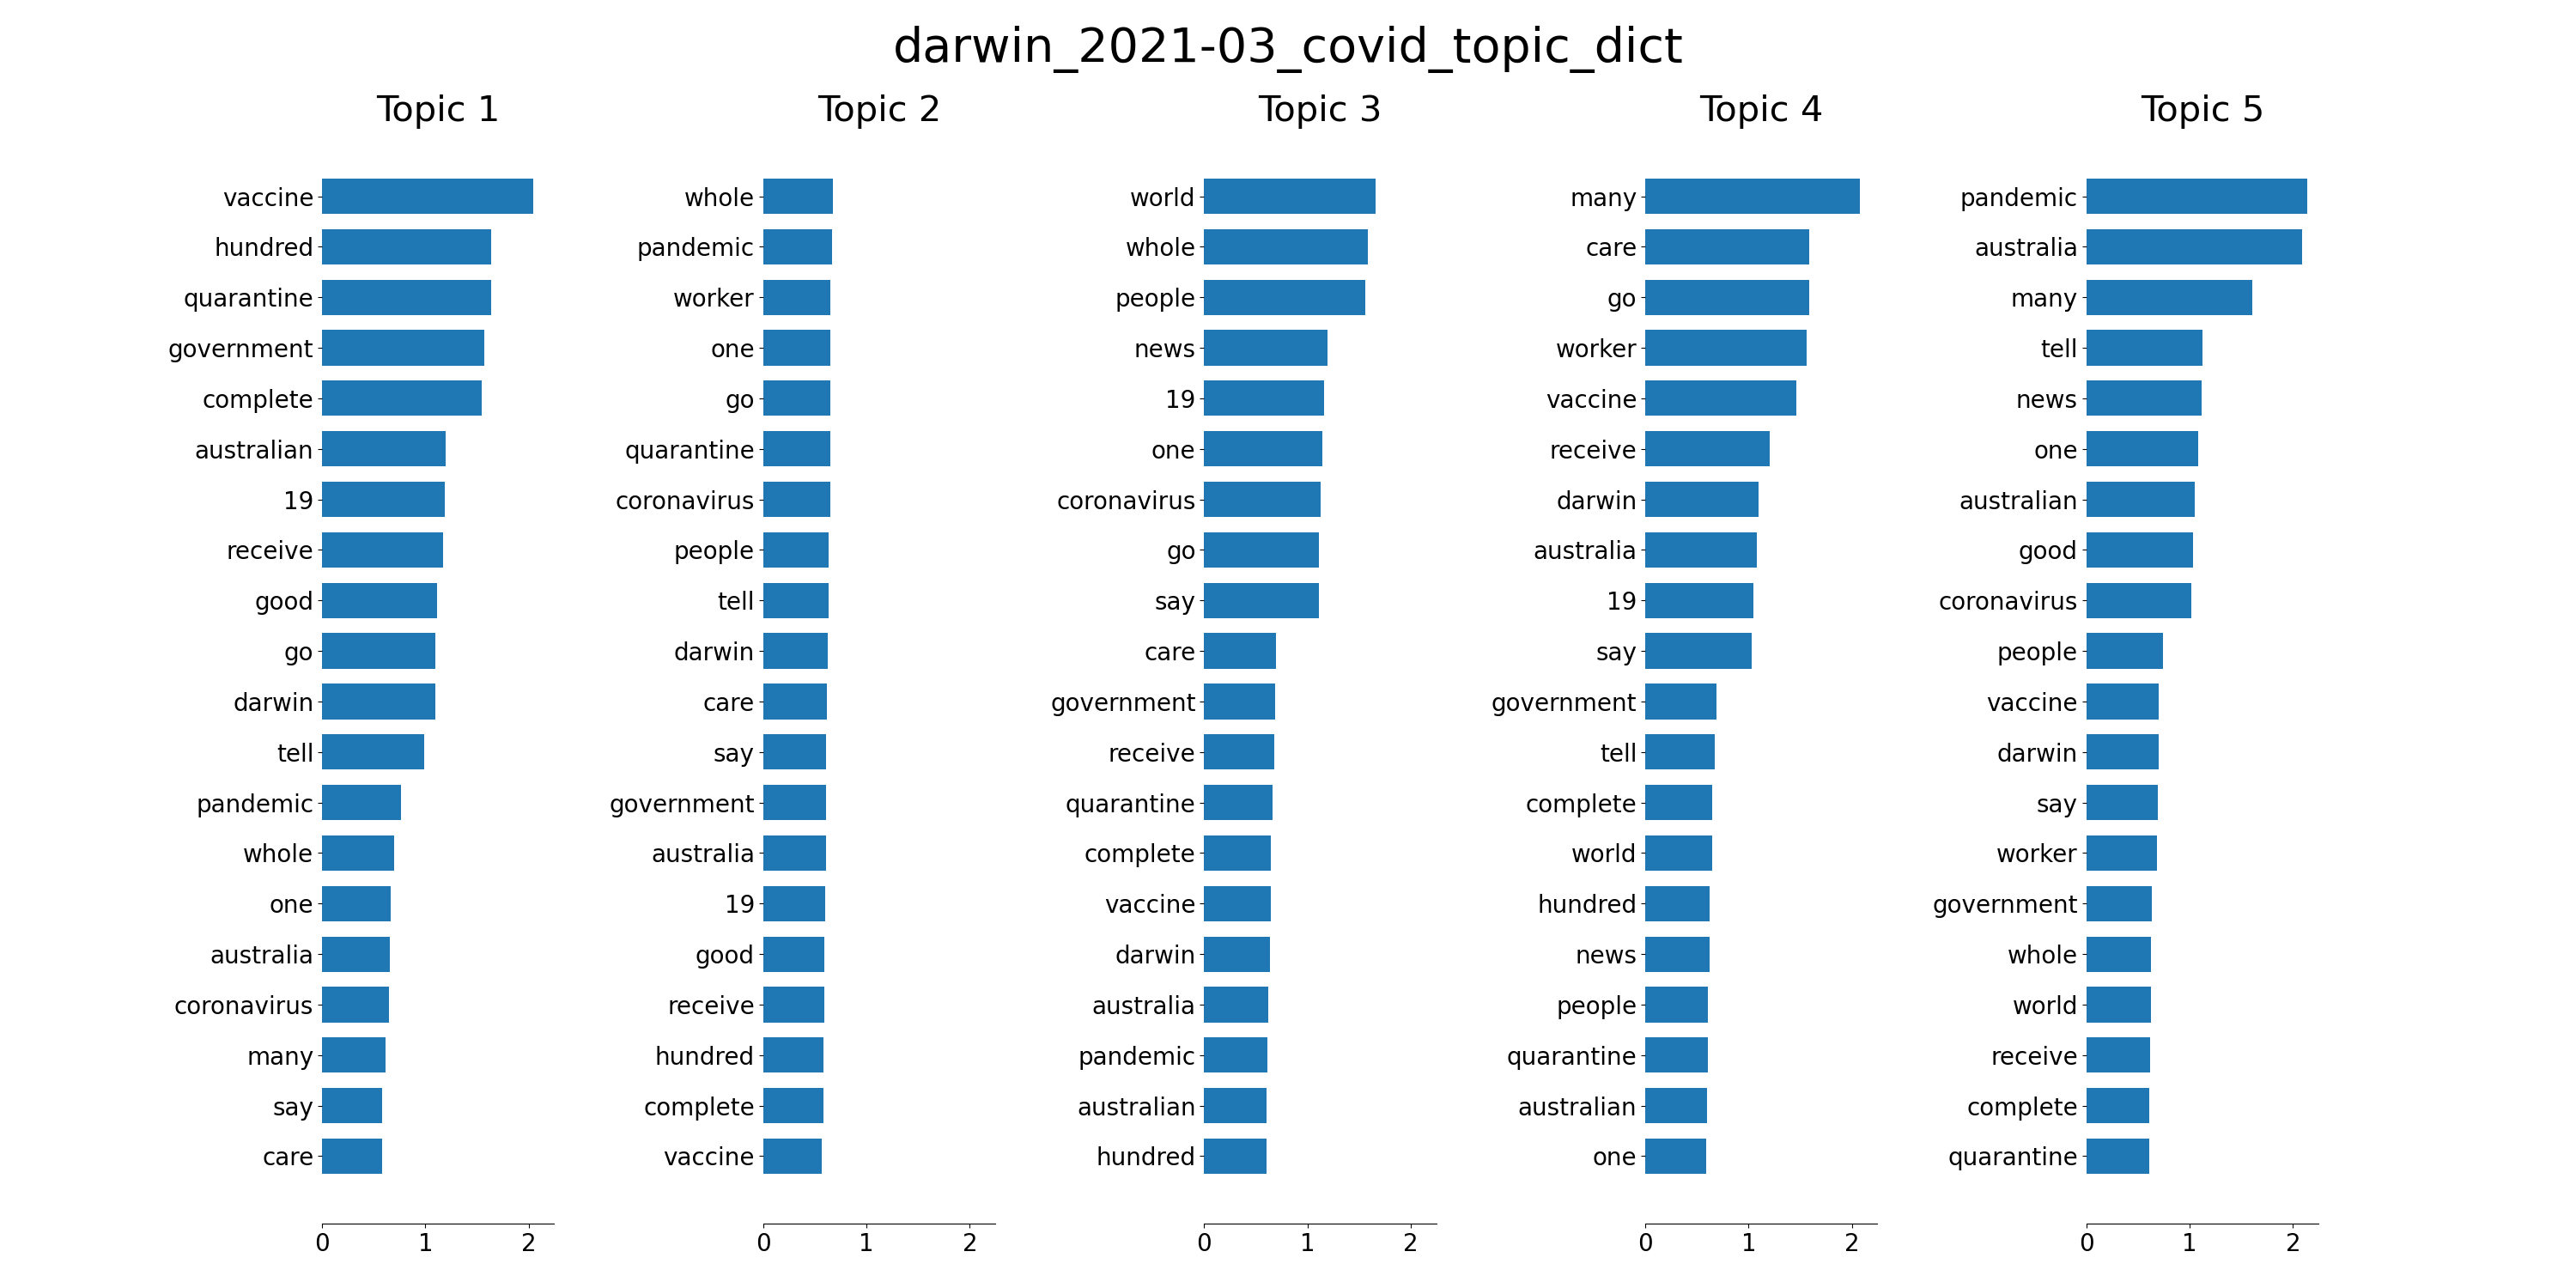 darwin_2021-03_covid_topic_dict
Topic 1
vaccine
hundred
quarantine
government
complete
australian
19
receive
good
go
darwin
tell
pandemic
whole
one
australia
coronavirus
many
say
care
0 1 2
Topic 2
whole
pandemic
worker
one
go
quarantine
coronavirus
people
tell
darwin
care
say
government
australia
19
good
receive
hundred
complete
vaccine
0 1 2
Topic 3
world
whole
people
news
19
one
coronavirus
go
say
care
government
receive
quarantine
complete
vaccine
darwin
australia
pandemic
australian
hundred
0 1 2
Topic 4
many
care
go
worker
vaccine
receive
darwin
australia
19
say
government
tell
complete
world
hundred
news
people
quarantine
australian
one
0 1 2
Topic 5
pandemic
australia
many
tell
news
one
australian
good
coronavirus
people
vaccine
darwin
say
worker
government
whole
world
receive
complete
quarantine
0 1 2